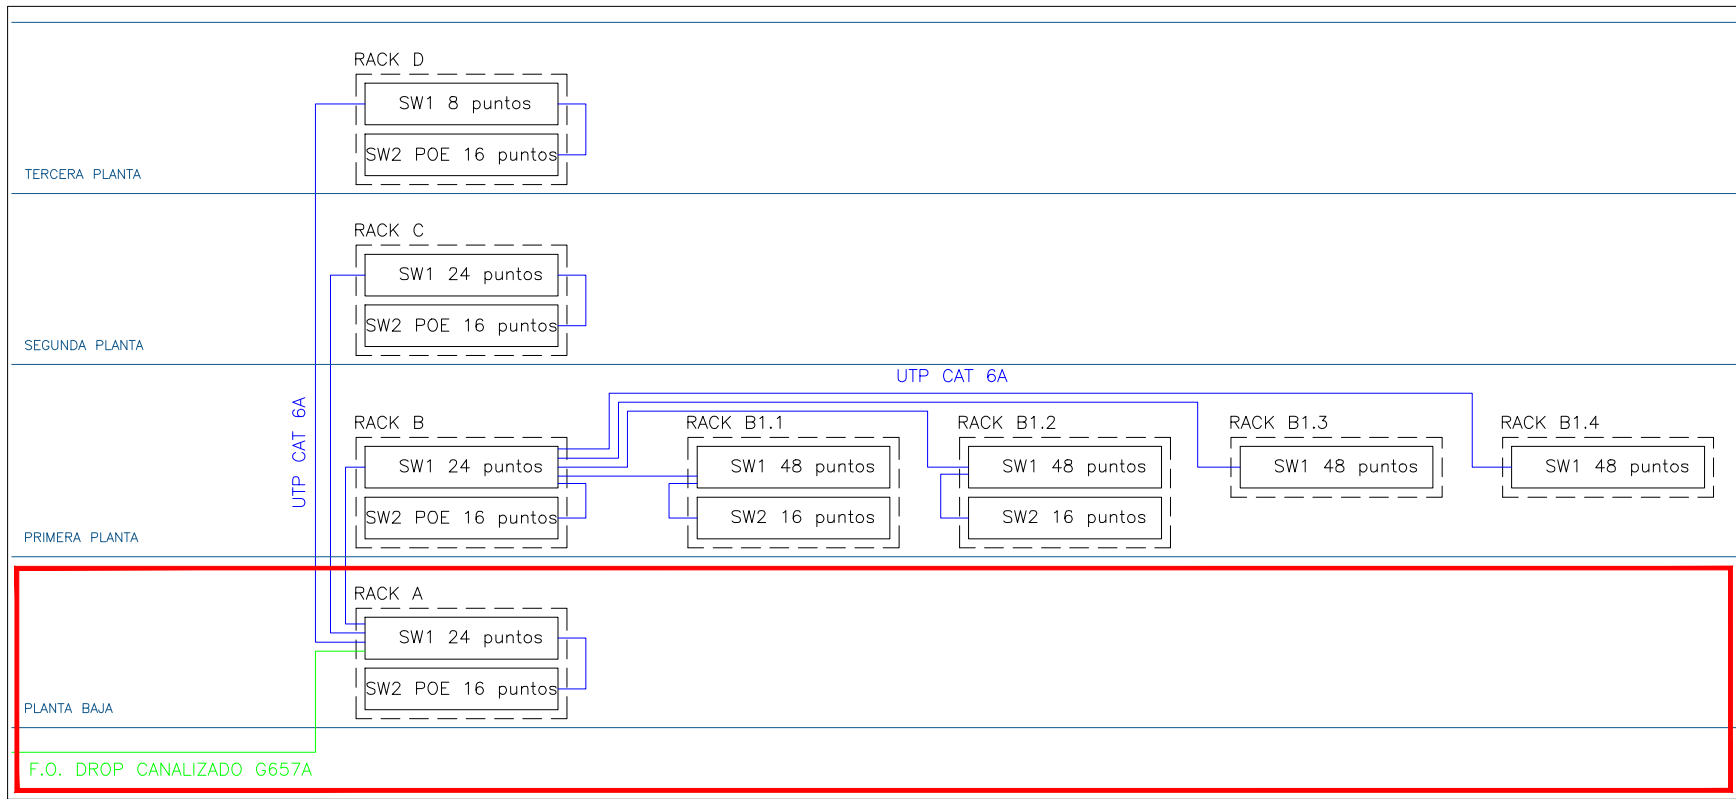 RACK D
SW1 8 puntos
SW2 POE 16 puntos
TERCERA PLANTA
RACK C
SW1 24 puntos
SW2 POE 16 puntos
SEGUNDA PLANTA
UTP CAT 6A
UTP CAT 6A
RACK B
RACK B1.1
RACK B1.2
RACK B1.3
RACK B1.4
SW1 24 puntos
SW1 48 puntos
SW1 48 puntos
SW1 48 puntos
SW1 48 puntos
SW2 POE 16 puntos
SW2 16 puntos
SW2 16 puntos
PRIMERA PLANTA
RACK A
SW1 24 puntos
SW2 POE 16 puntos
PLANTA BAJA
F.O. DROP CANALIZADO G657A